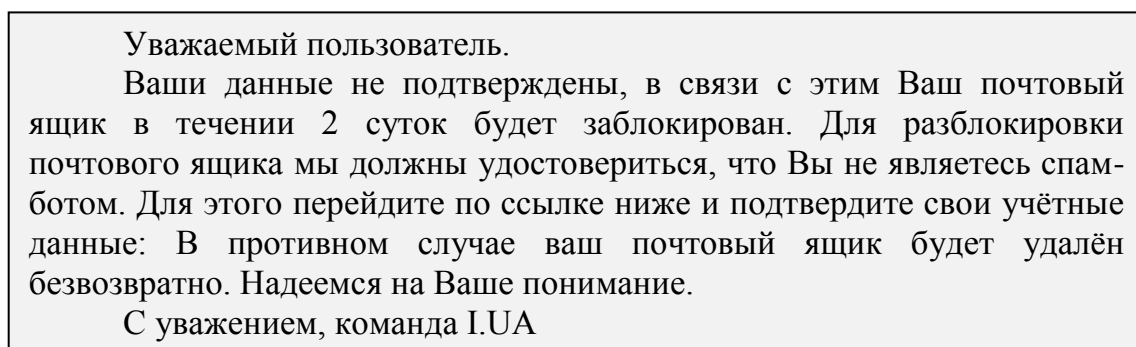 Уважаемый пользователь.
Ваши данные не подтверждены, в связи с этим Ваш почтовый
ящик в течении 2 суток будет заблокирован. Для разблокировки
почтового ящика мы должны удостовериться, что Вы не являетесь спам-
ботом. Для этого перейдите по ссылке ниже и подтвердите свои учётные
данные: В противном случае ваш почтовый ящик будет удалён
безвозвратно. Надеемся на Ваше понимание.
С уважением, команда I.UA